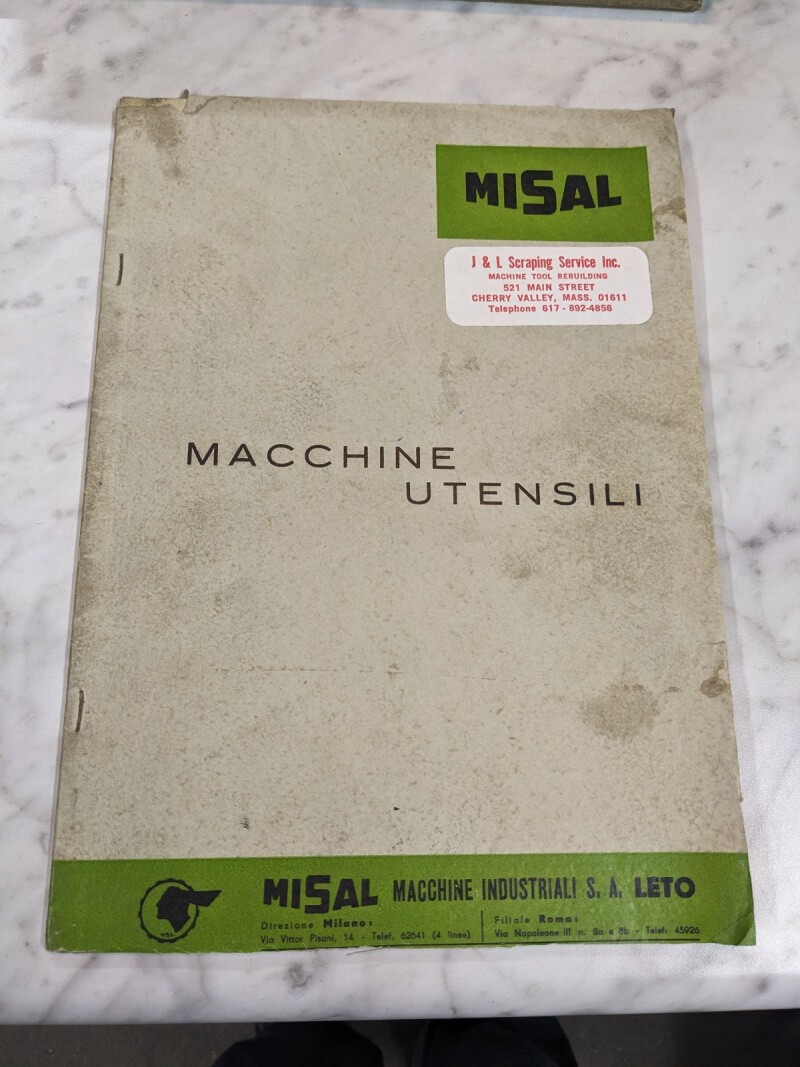 MISAL
J & L Scraping Service Inc.
MACHINE TOOL REBUILDING
521 MAIN STREET
CHERRY VALLEY, MASS. 01611
Telephone 617 - 892-4856
MACCHINE
UTENSILI
MISAL MACCHINE INDUSTRIALI S. A. LETO
Direzione Milano:
Via Vittor Pisani, 14 - Telef. 62641 (4 linee)
Filiale Roma:
Via Napoleone III n. 6a e 6b - Telef. 45926